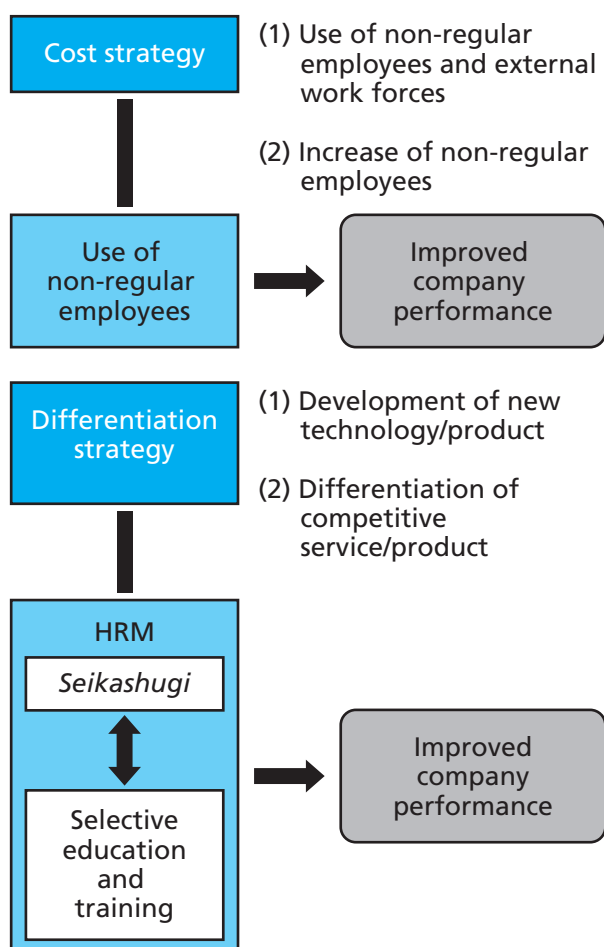 Cost strategy
(1) Use of non-regular
employees and external
work forces
(2) Increase of non-regular
employees
Use of
non-regular
employees
Improved
company
performance
Differentiation
strategy
(1) Development of new
technology/product
(2) Differentiation of
competitive
service/product
HRM
Seikashugi
Selective
education
and
training
Improved
company
performance